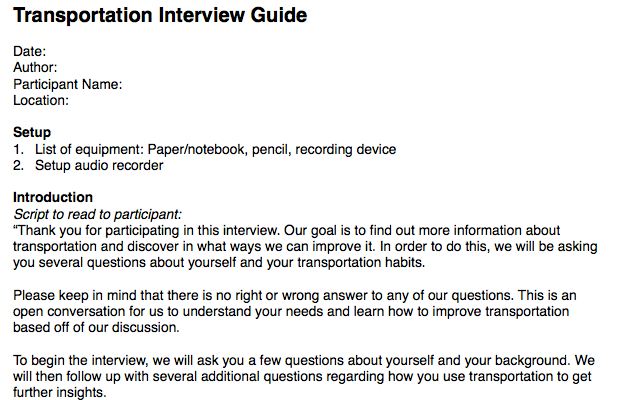 Transportation Interview Guide
Date:
Author:
Participant Name:
Location:
Setup
1. List of equipment: Paper/notebook, pencil, recording device
2. Setup audio recorder
Introduction
Script to read to participant:
“Thank you for participating in this interview. Our goal is to find out more information about
transportation and discover in what ways we can improve it. In order to do this, we will be asking
you several questions about yourself and your transportation habits.
Please keep in mind that there is no right or wrong answer to any of our questions. This is an
open conversation for us to understand your needs and learn how to improve transportation
based off of our discussion.
To begin the interview, we will ask you a few questions about yourself and your background. We
will then follow up with several additional questions regarding how you use transportation to get
further insights.